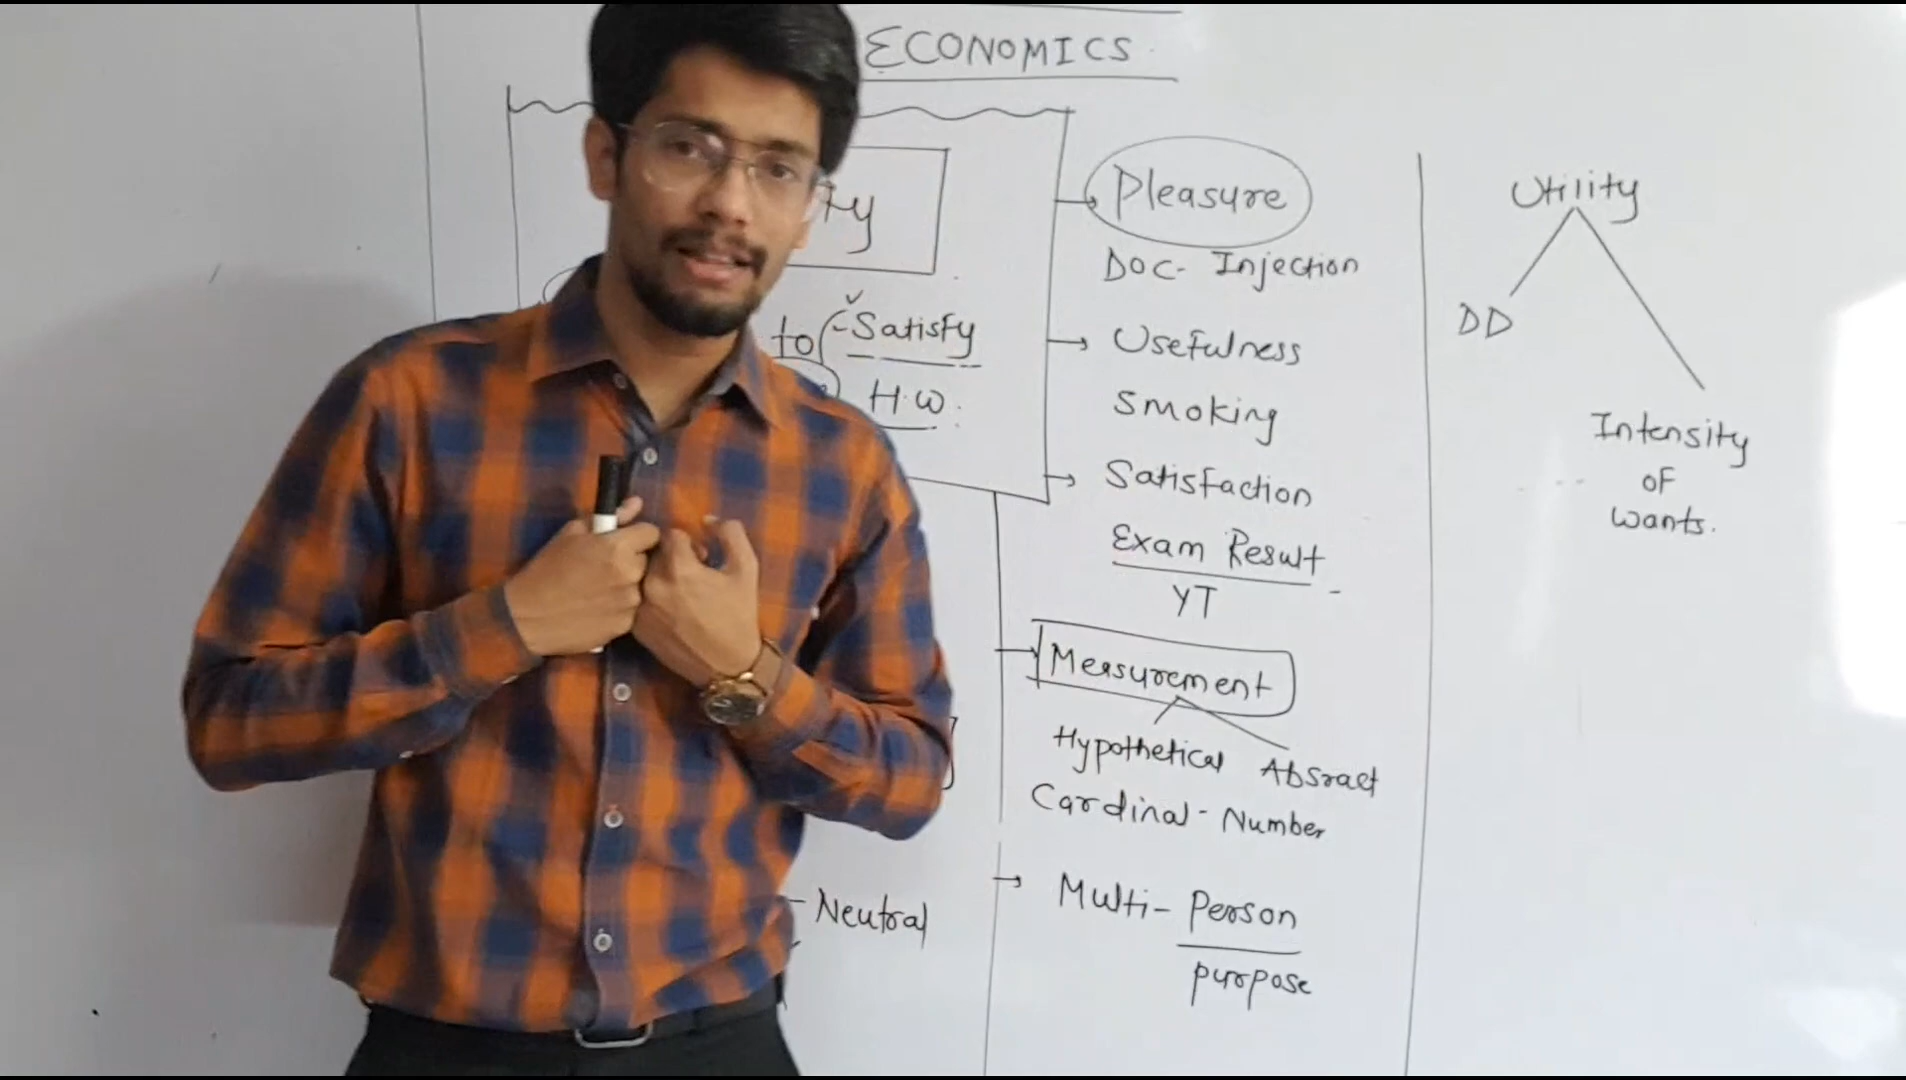 ECONOMICS
ty
to Satisfy
H.W.
Neutral
Pleasure
Doc- Injection
Usefulness
Smoking
Satisfaction
Exam Result
YT
Measurement
Hypothetical Absract
Cardinal - Number
Multi- Person
purpose
Utility
DD
Intensity
of
wants.